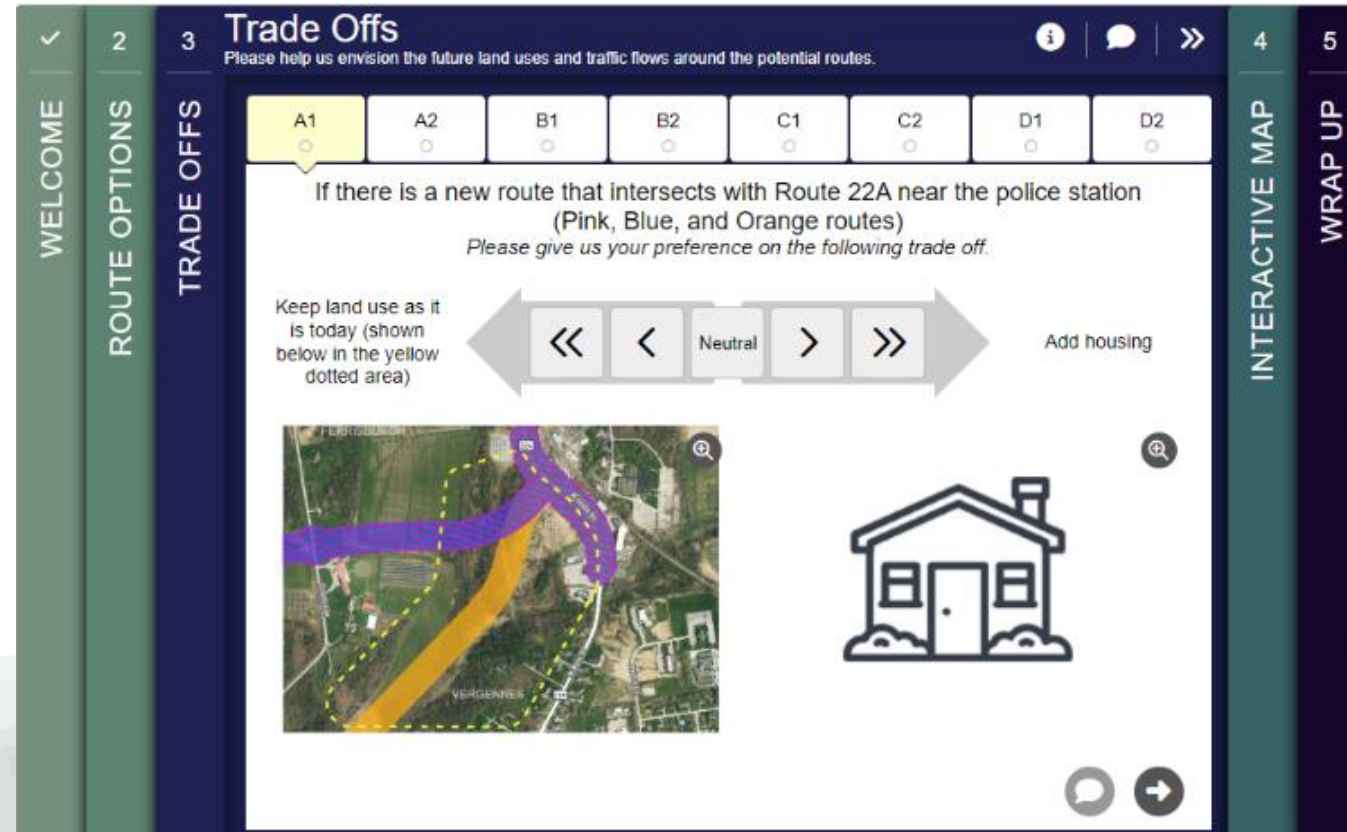 WELCOME
2
ROUTE OPTIONS
3
TRADE OFFS
Trade Offs
Please help us envision the future land uses and traffic flows around the potential routes.
A1
A2
B1
B2
C1
C2
D1
D2
If there is a new route that intersects with Route 22A near the police station
(Pink, Blue, and Orange routes)
Please give us your preference on the following trade off.
Keep land use as it
is today (shown
below in the yellow
dotted area)
Neutral
Add housing
VERGENNES
4
INTERACTIVE MAP
5
WRAP UP